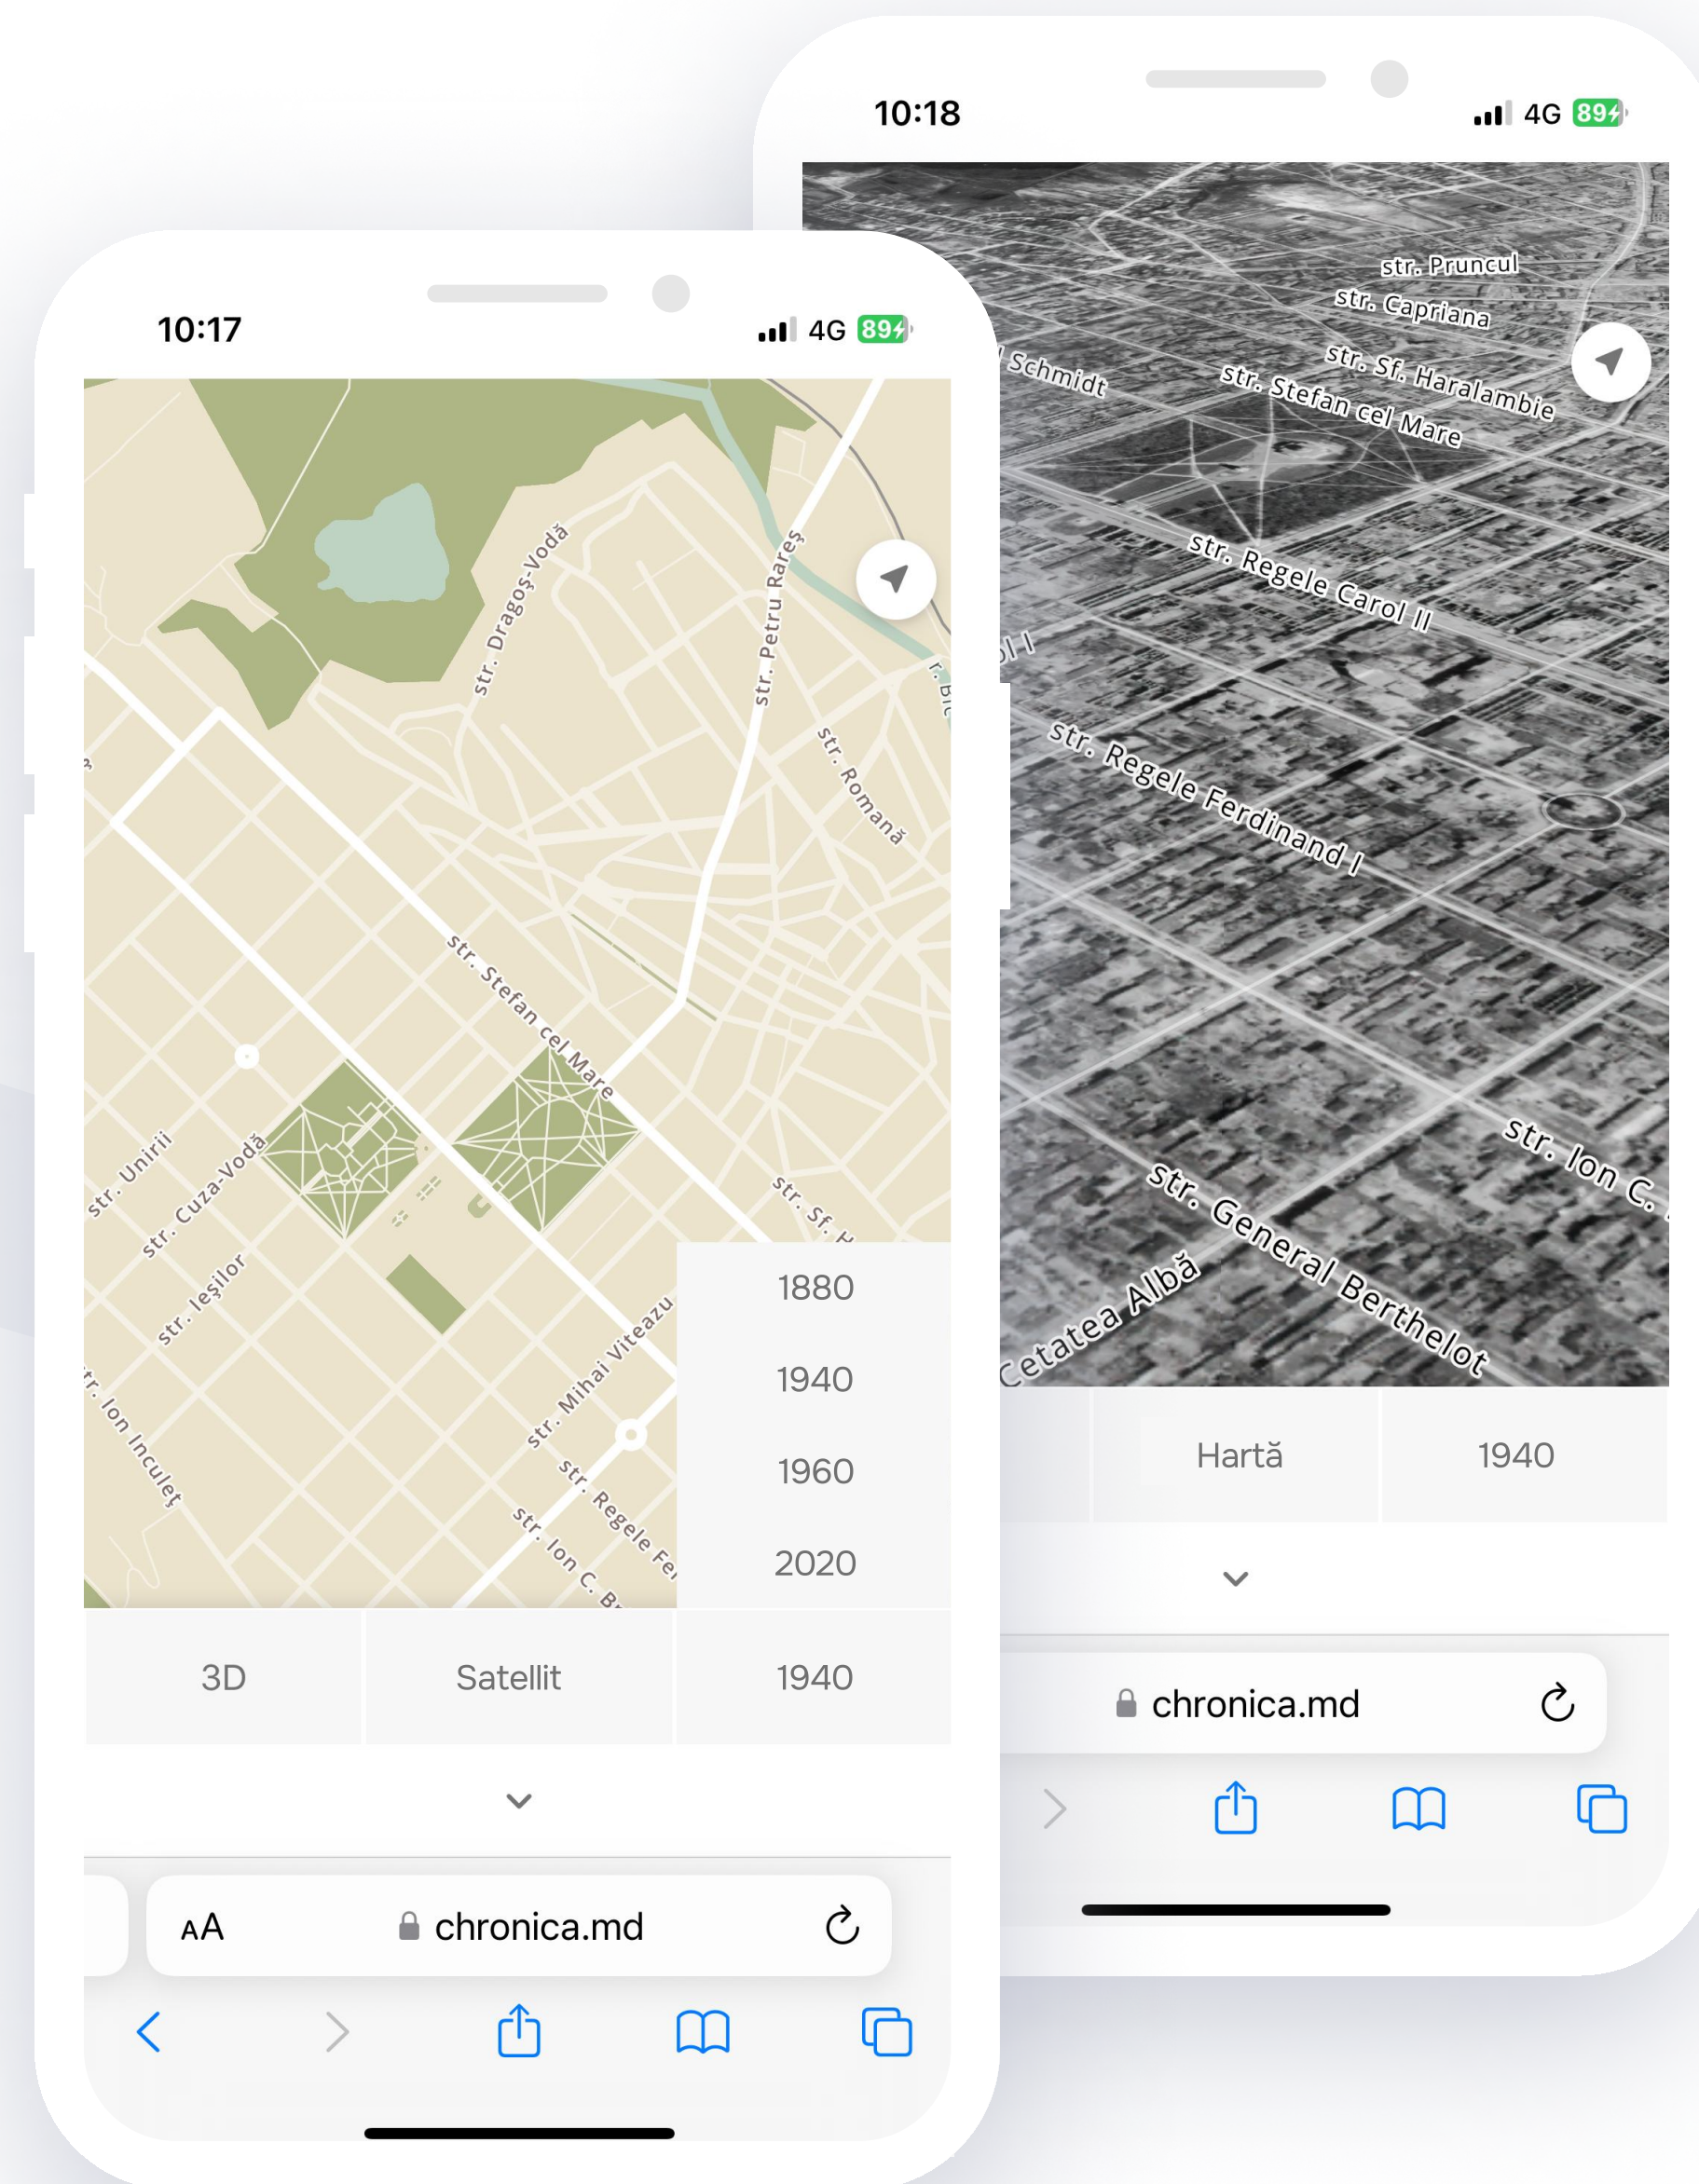 10:17
4G 89
str. Dragoş-Vodă
str. Petru Rareş
str. Romană
str. Stefan cel Mare
str. Unirii
str. Cuza-Vodă
str. Ieşilor
str. Sf.
str. Mihai Viteazu
Ion Inculeţ
str. Regele
str. Ion C.
1880
1940
1960
2020
3D
Satellit
1940
AA
chronica.md
10:18
4G 89
str. Pruncul
str. Capriana
str. Sf. Haralambie
Schmidt
str. Stefan cel Mare
str. Regele Carol II
str. Regele Ferdinand I
str. Ion C.
str. General Berthelot
Cetatea Albă
Hartă
1940
chronica.md